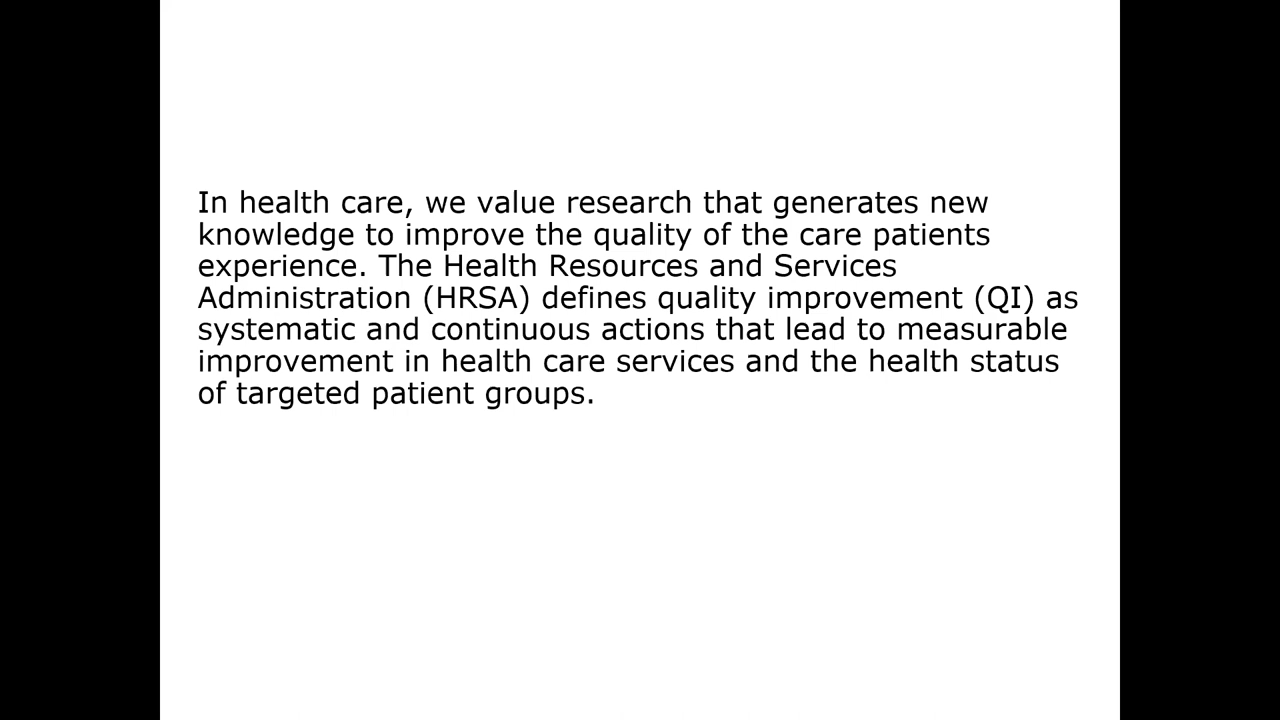 In health care, we value research that generates new
knowledge to improve the quality of the care patients
experience. The Health Resources and Services
Administration (HRSA) defines quality improvement (QI) as
systematic and continuous actions that lead to measurable
improvement in health care services and the health status
of targeted patient groups.